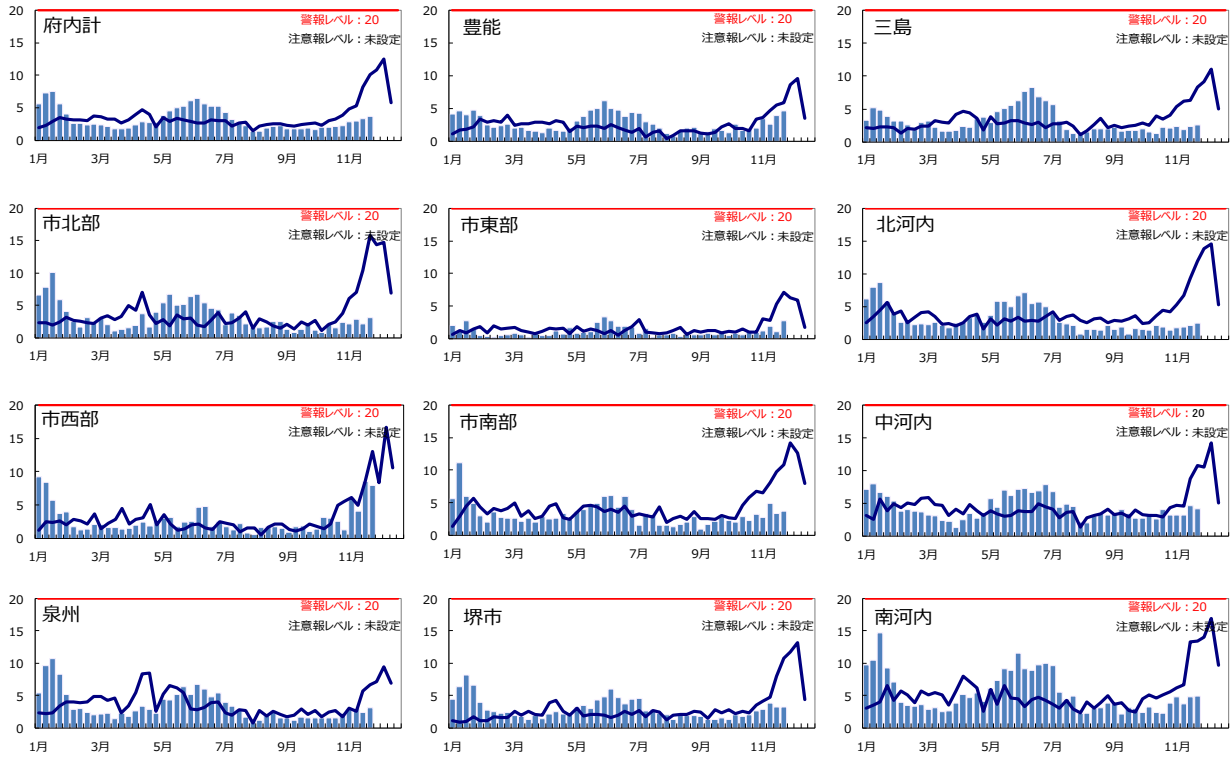 府内計
警報レベル：20
注意報レベル：未設定
20
15
10
5
0
1月 3月 5月 7月 9月 11月
豊能
警報レベル：20
注意報レベル：未設定
20
15
10
5
0
1月 3月 5月 7月 9月 11月
三島
警報レベル：20
注意報レベル：未設定
20
15
10
5
0
1月 3月 5月 7月 9月 11月
市北部
警報レベル：20
注意報レベル：未設定
20
15
10
5
0
1月 3月 5月 7月 9月 11月
市東部
警報レベル：20
注意報レベル：未設定
20
15
10
5
0
1月 3月 5月 7月 9月 11月
北河内
警報レベル：20
注意報レベル：未設定
20
15
10
5
0
1月 3月 5月 7月 9月 11月
市西部
警報レベル：20
注意報レベル：未設定
20
15
10
5
0
1月 3月 5月 7月 9月 11月
市南部
警報レベル：20
注意報レベル：未設定
20
15
10
5
0
1月 3月 5月 7月 9月 11月
中河内
警報レベル：20
注意報レベル：未設定
20
15
10
5
0
1月 3月 5月 7月 9月 11月
泉州
警報レベル：20
注意報レベル：未設定
20
15
10
5
0
1月 3月 5月 7月 9月 11月
堺市
警報レベル：20
注意報レベル：未設定
20
15
10
5
0
1月 3月 5月 7月 9月 11月
南河内
警報レベル：20
注意報レベル：未設定
20
15
10
5
0
1月 3月 5月 7月 9月 11月